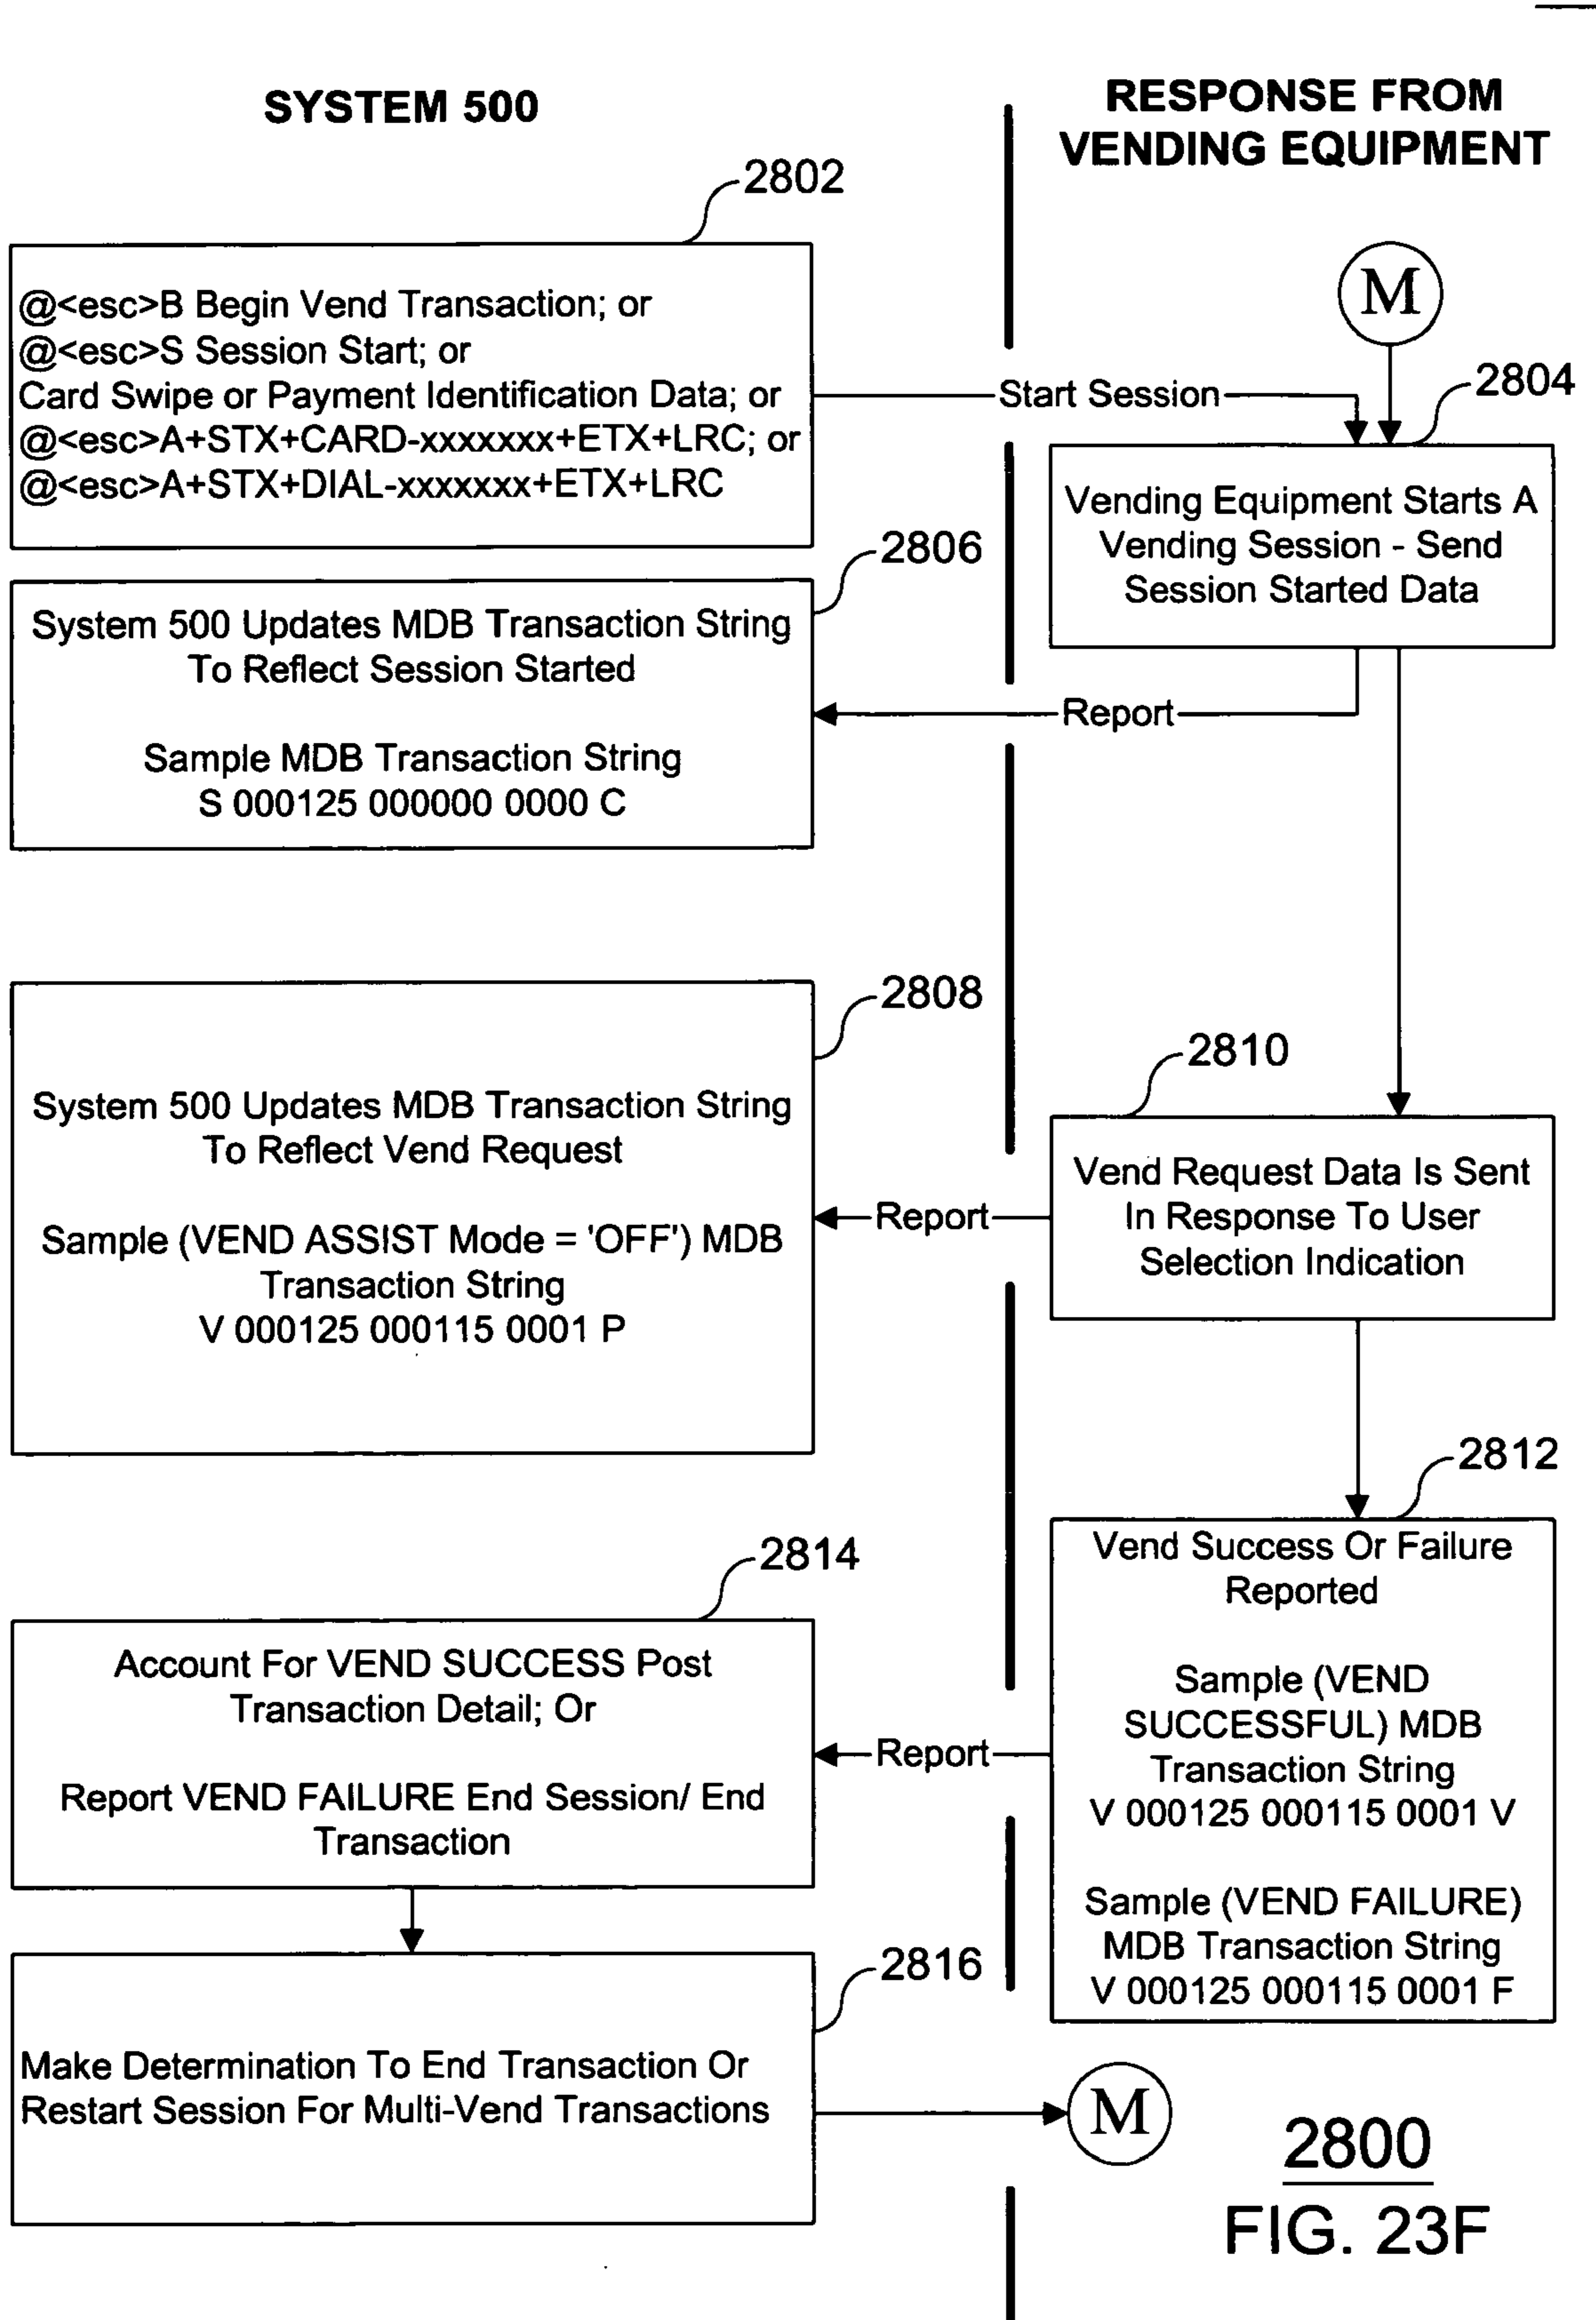 SYSTEM 500
RESPONSE FROM
VENDING EQUIPMENT
2802
@<esc>B Begin Vend Transaction; or
@<esc>S Session Start; or
Card Swipe or Payment Identification Data; or
@<esc>A+STX+CARD-xxxxxxx+ETX+LRC; or
@<esc>A+STX+DIAL-xxxxxxx+ETX+LRC
Start Session
M
2804
Vending Equipment Starts A
Vending Session - Send
Session Started Data
2806
System 500 Updates MDB Transaction String
To Reflect Session Started
Sample MDB Transaction String
S 000125 000000 0000 C
Report
2808
System 500 Updates MDB Transaction String
To Reflect Vend Request
Sample (VEND ASSIST Mode = 'OFF') MDB
Transaction String
V 000125 000115 0001 P
Report
2810
Vend Request Data Is Sent
In Response To User
Selection Indication
2812
Vend Success Or Failure
Reported
Sample (VEND
SUCCESSFUL) MDB
Transaction String
V 000125 000115 0001 V
Sample (VEND FAILURE)
MDB Transaction String
V 000125 000115 0001 F
Report
2814
Account For VEND SUCCESS Post
Transaction Detail; Or
Report VEND FAILURE End Session/ End
Transaction
2816
Make Determination To End Transaction Or
Restart Session For Multi-Vend Transactions
M
2800
FIG. 23F